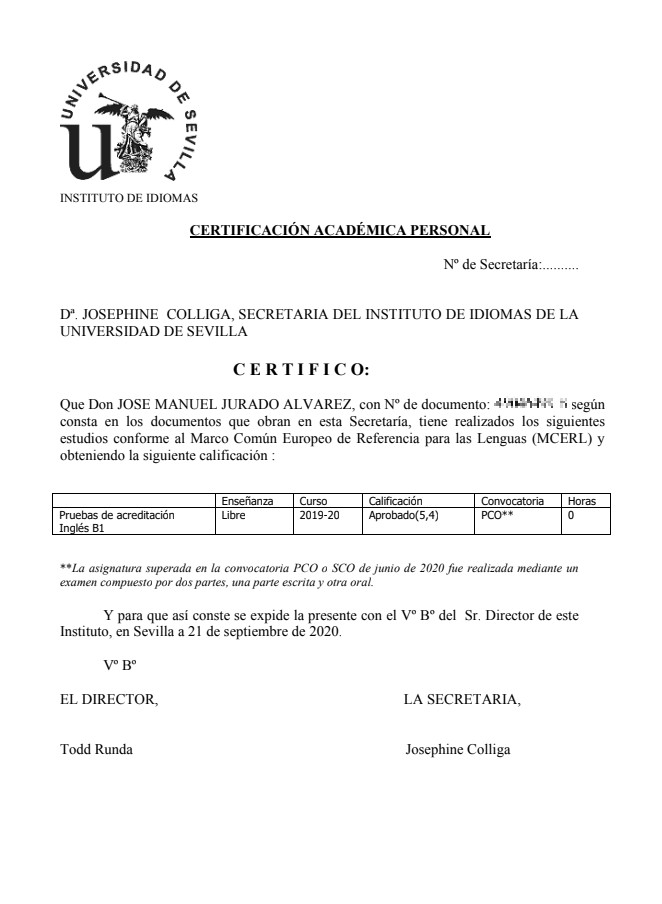 UNIVERSIDAD DE SEVILLA
u
INSTITUTO DE IDIOMAS
CERTIFICACIÓN ACADÉMICA PERSONAL
Nº de Secretaría:..........
Dª. JOSEPHINE COLLIGA, SECRETARIA DEL INSTITUTO DE IDIOMAS DE LA
UNIVERSIDAD DE SEVILLA
C E R T I F I C O:
Que Don JOSE MANUEL JURADO ALVAREZ, con Nº de documento: según
consta en los documentos que obran en esta Secretaría, tiene realizados los siguientes
estudios conforme al Marco Común Europeo de Referencia para las Lenguas (MCERL) y
obteniendo la siguiente calificación :
Enseñanza Curso Calificación Convocatoria Horas
Pruebas de acreditación Libre 2019-20 Aprobado(5,4) PCO** 0
Inglés B1
**La asignatura superada en la convocatoria PCO o SCO de junio de 2020 fue realizada mediante un
examen compuesto por dos partes, una parte escrita y otra oral.
Y para que así conste se expide la presente con el Vº Bº del Sr. Director de este
Instituto, en Sevilla a 21 de septiembre de 2020.
Vº Bº
EL DIRECTOR, LA SECRETARIA,
Todd Runda Josephine Colliga